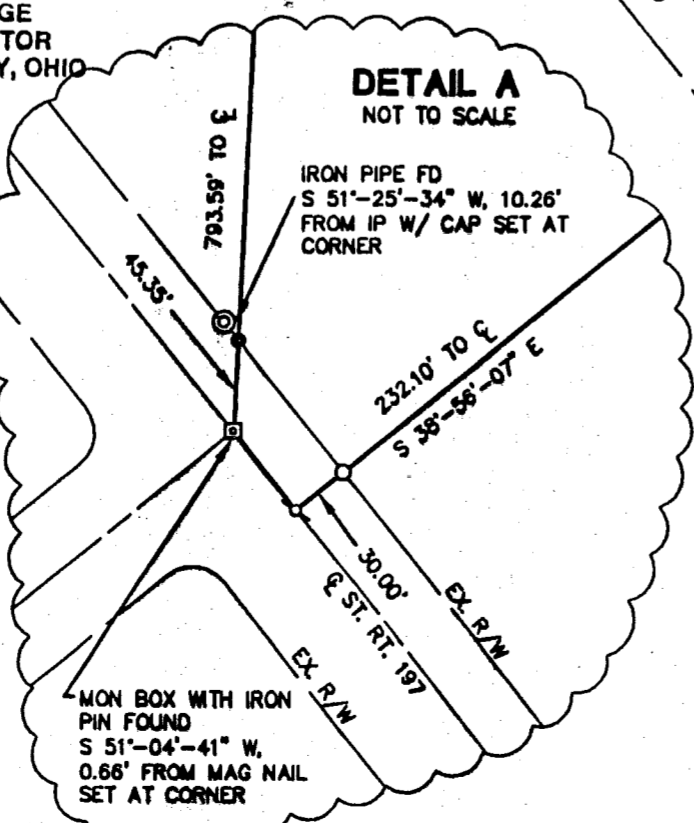 GE
TOR
Y, OHIO
DETAIL A
NOT TO SCALE
793.59' TO ℄
IRON PIPE FD
S 51°-25'-34" W, 10.26'
FROM IP W/ CAP SET AT
CORNER
45.35'
232.10' TO ℄
S 38°-56'-07" E
30.00'
℄ ST. RT. 197
EX. R/W
EX. R/W
MON BOX WITH IRON
PIN FOUND
S 51°-04'-41" W,
0.66' FROM MAG NAIL
SET AT CORNER